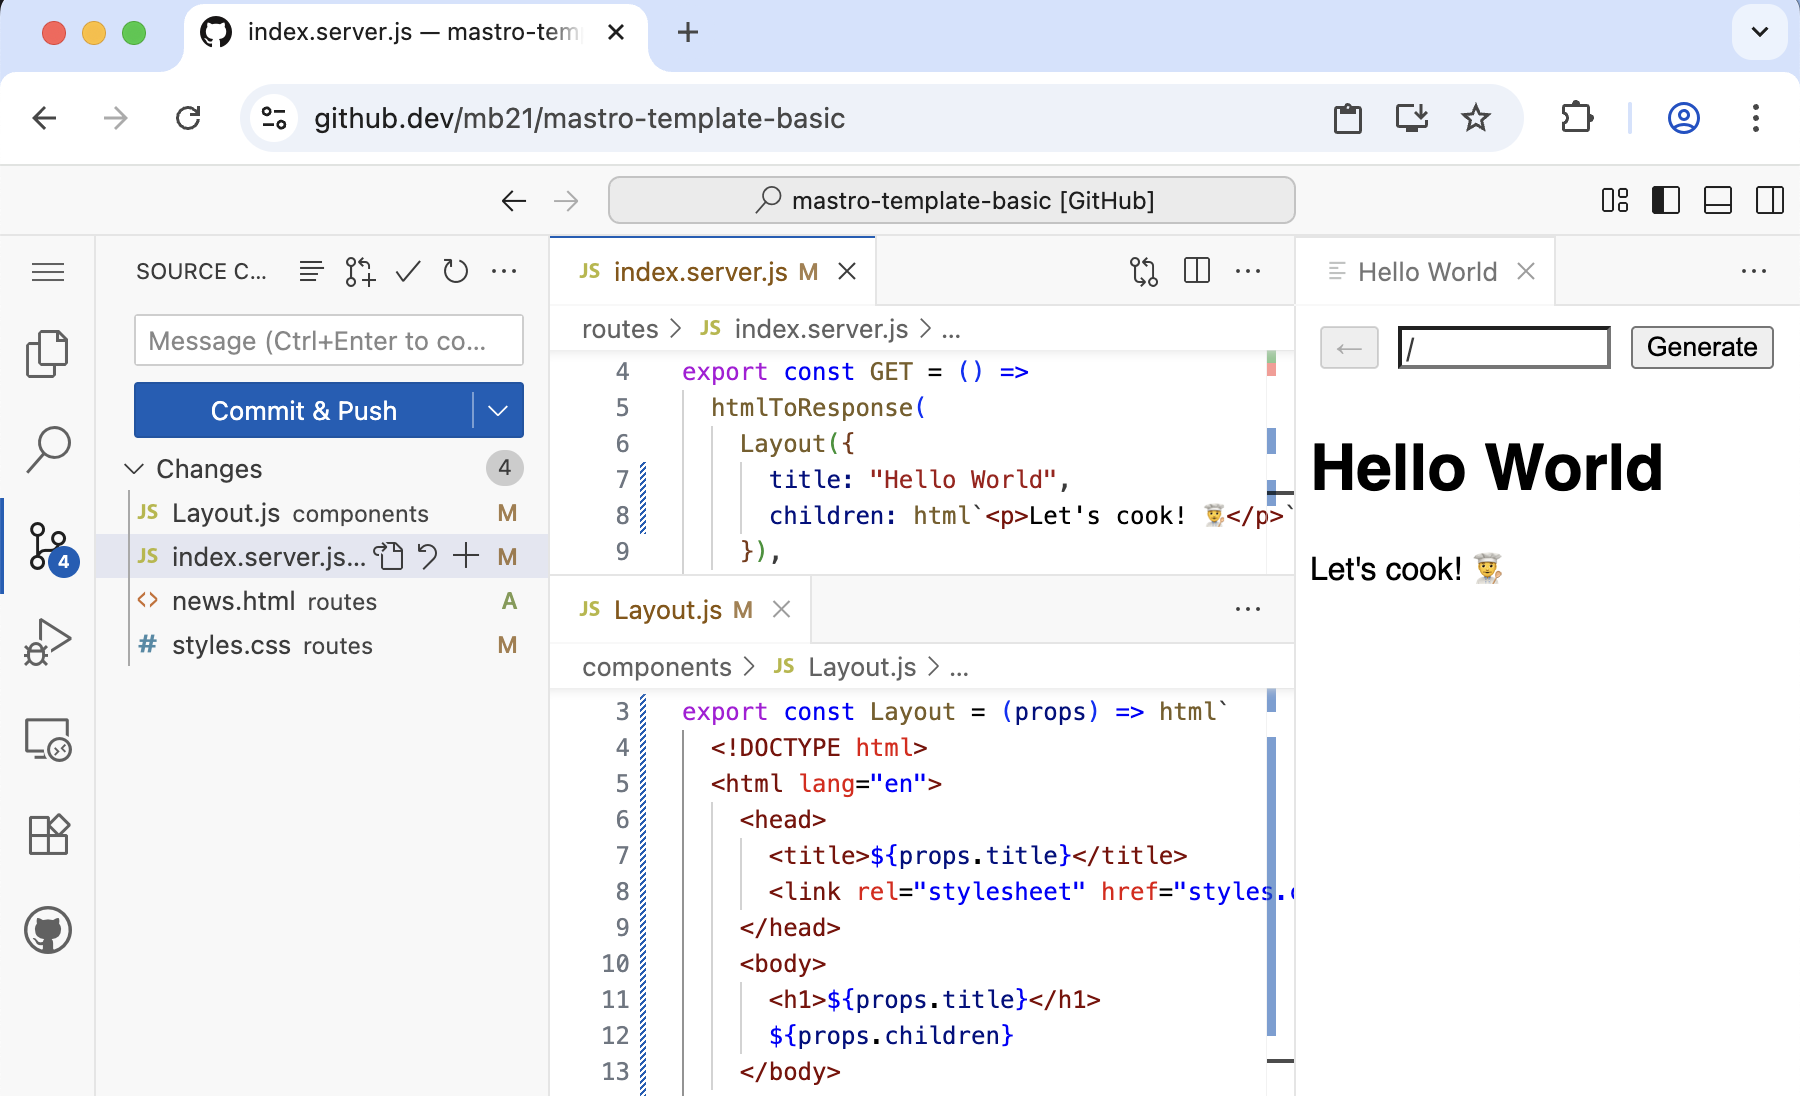 index.server.js — mastro-tem
github.dev/mb21/mastro-template-basic
mastro-template-basic [GitHub]
SOURCE C...
Message (Ctrl+Enter to co...
Commit & Push
Changes 4
JS Layout.js components M
JS index.server.js... M
news.html routes A
# styles.css routes M
4
JS index.server.js M
routes > JS index.server.js > ...
4 export const GET = () =>
5 htmlToResponse(
6 Layout({
7 title: "Hello World",
8 children: html`<p>Let's cook! 👨‍🍳</p>`
9 }),
JS Layout.js M
components > JS Layout.js > ...
3 export const Layout = (props) => html`
4 <!DOCTYPE html>
5 <html lang="en">
6 <head>
7 <title>${props.title}</title>
8 <link rel="stylesheet" href="styles.c
9 </head>
10 <body>
11 <h1>${props.title}</h1>
12 ${props.children}
13 </body>
Hello World
/ Generate
Hello World
Let's cook! 👨‍🍳